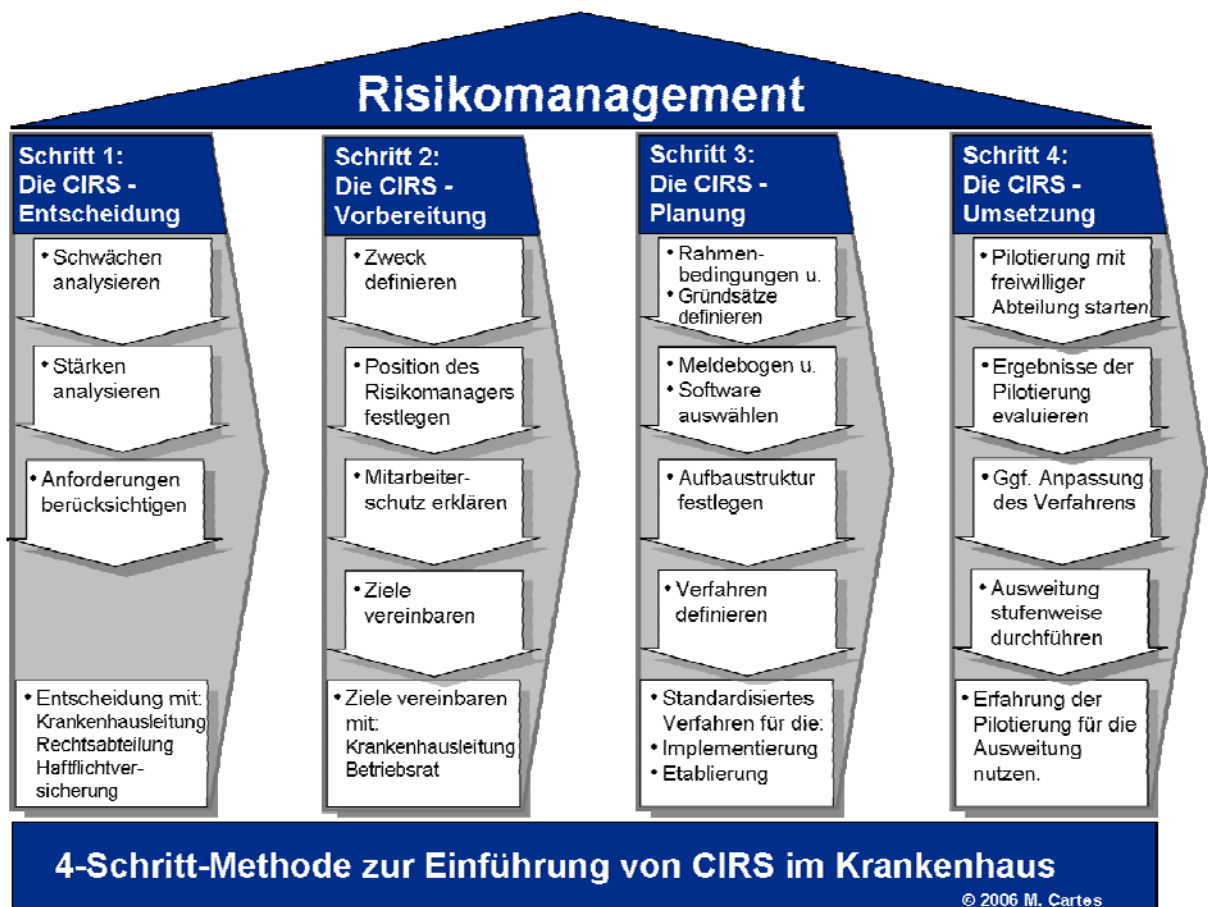 Risikomanagement
Schritt 1:
Die CIRS -
Entscheidung
• Schwächen
analysieren
• Stärken
analysieren
• Anforderungen
berücksichtigen
• Entscheidung mit:
Krankenhausleitung
Rechtsabteilung
Haftflichtver-
sicherung
Schritt 2:
Die CIRS -
Vorbereitung
• Zweck
definieren
• Position des
Risikomanagers
festlegen
• Mitarbeiter-
schutz erklären
• Ziele
vereinbaren
• Ziele vereinbaren
mit:
Krankenhausleitung
Betriebsrat
Schritt 3:
Die CIRS -
Planung
• Rahmen-
bedingungen u.
• Gründsätze
definieren
• Meldebogen u.
• Software
auswählen
• Aufbaustruktur
festlegen
• Verfahren
definieren
• Standardisiertes
Verfahren für die:
• Implementierung
• Etablierung
Schritt 4:
Die CIRS -
Umsetzung
• Pilotierung mit
freiwilliger
Abteilung starten
• Ergebnisse der
Pilotierung
evaluieren
• Ggf. Anpassung
des Verfahrens
• Ausweitung
stufenweise
durchführen
• Erfahrung der
Pilotierung für die
Ausweitung
nutzen.
4-Schritt-Methode zur Einführung von CIRS im Krankenhaus
© 2006 M. Cartes